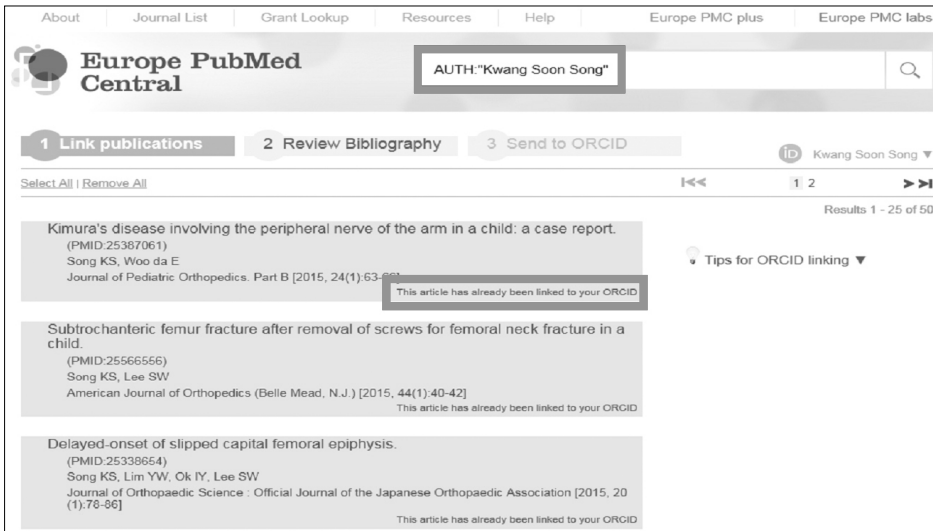 About Journal List Grant Lookup Resources Help Europe PMC plus Europe PMC labs
Europe PubMed
Central
AUTH:"Kwang Soon Song"
1 Link publications 2 Review Bibliography 3 Send to ORCID
iD Kwang Soon Song ▼
Select All | Remove All
1 2
Results 1 - 25 of 50
Kimura's disease involving the peripheral nerve of the arm in a child: a case report.
(PMID:25387061)
Song KS, Woo da E
Journal of Pediatric Orthopedics. Part B [2015, 24(1):63-
This article has already been linked to your ORCID
Tips for ORCID linking ▼
Subtrochanteric femur fracture after removal of screws for femoral neck fracture in a
child.
(PMID:25566556)
Song KS, Lee SW
American Journal of Orthopedics (Belle Mead, N.J.) [2015, 44(1):40-42]
This article has already been linked to your ORCID
Delayed-onset of slipped capital femoral epiphysis.
(PMID:25338654)
Song KS, Lim YW, Ok IY, Lee SW
Journal of Orthopaedic Science : Official Journal of the Japanese Orthopaedic Association [2015, 20
(1):78-86]
This article has already been linked to your ORCID